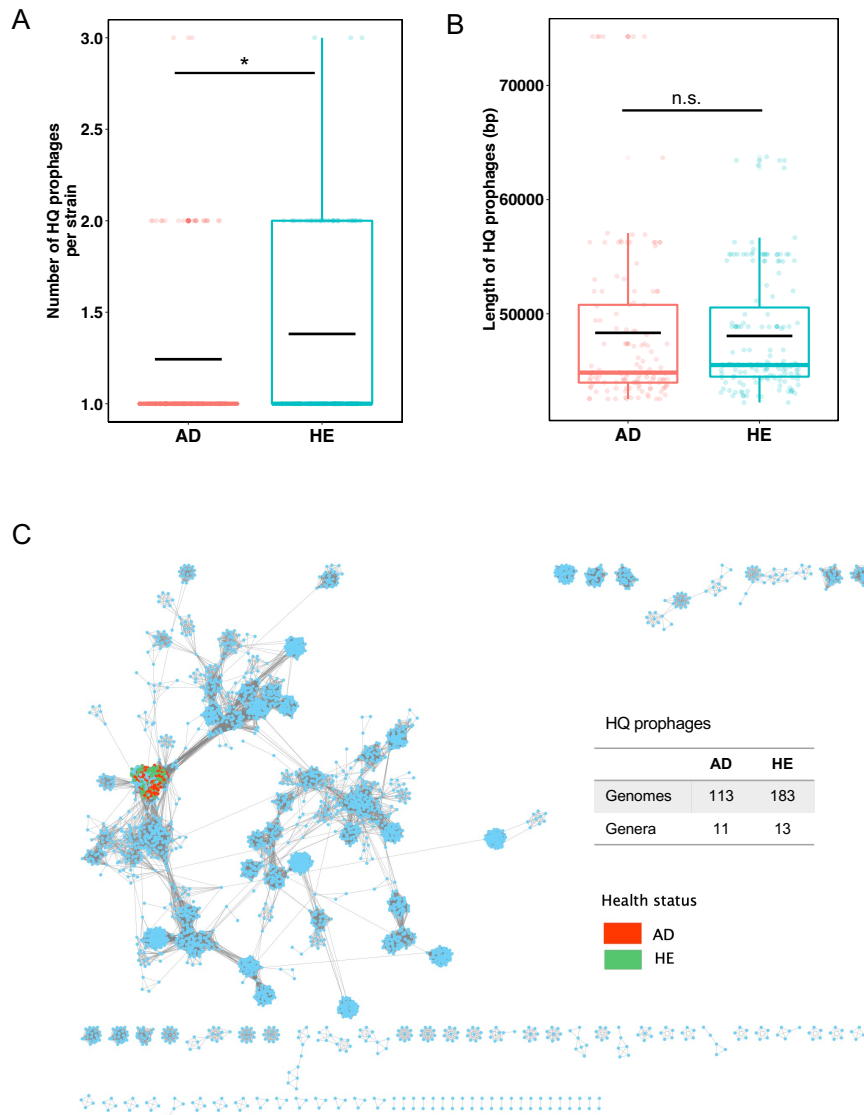 A
Number of HQ prophages
per strain
3.0
2.5
2.0
1.5
1.0
*
AD
HE
B
Length of HQ prophages (bp)
70000
60000
50000
n.s.
AD
HE
C
HQ prophages
AD HE
Genomes 113 183
Genera 11 13
Health status
AD
HE